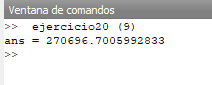 Ventana de comandos
>> ejercicio20 (9)
ans = 270696.7005992833
>>